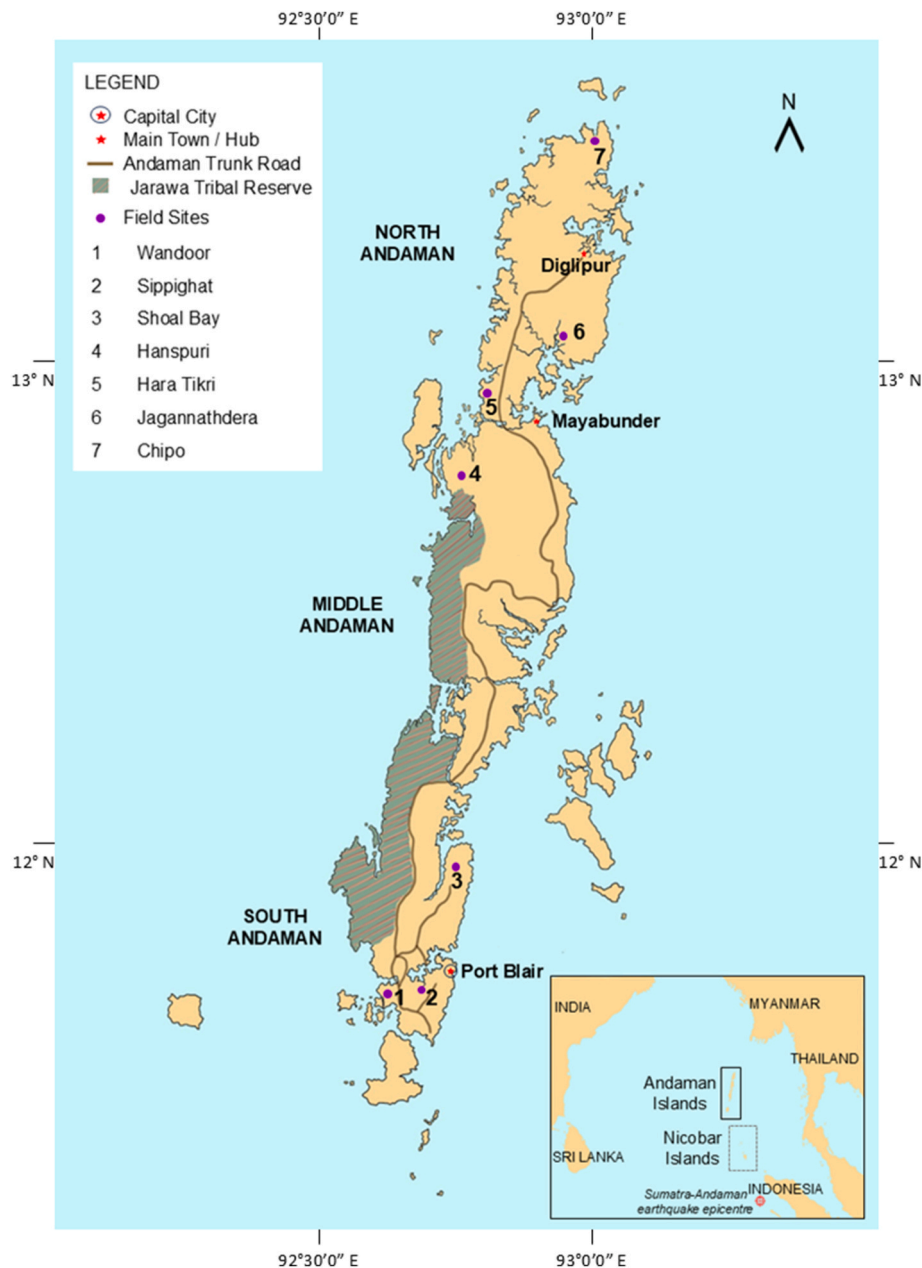 92°30’0’’ E
93°0’0’’ E
LEGEND
Capital City
Main Town / Hub
Andaman Trunk Road
Jarawa Tribal Reserve
Field Sites
1 Wandoor
2 Sippighat
3 Shoal Bay
4 Hanspuri
5 Hara Tikri
6 Jagannathdera
7 Chipo
N
7
NORTH
ANDAMAN
Diglipur
6
13° N
13° N
5
Mayabunder
4
MIDDLE
ANDAMAN
12° N
12° N
3
SOUTH
ANDAMAN
Port Blair
1
2
INDIA
MYANMAR
THAILAND
Andaman
Islands
Nicobar
Islands
SRI LANKA
INDONESIA
Sumatra-Andaman
earthquake epicentre
92°30’0’’ E
93°0’0’’ E